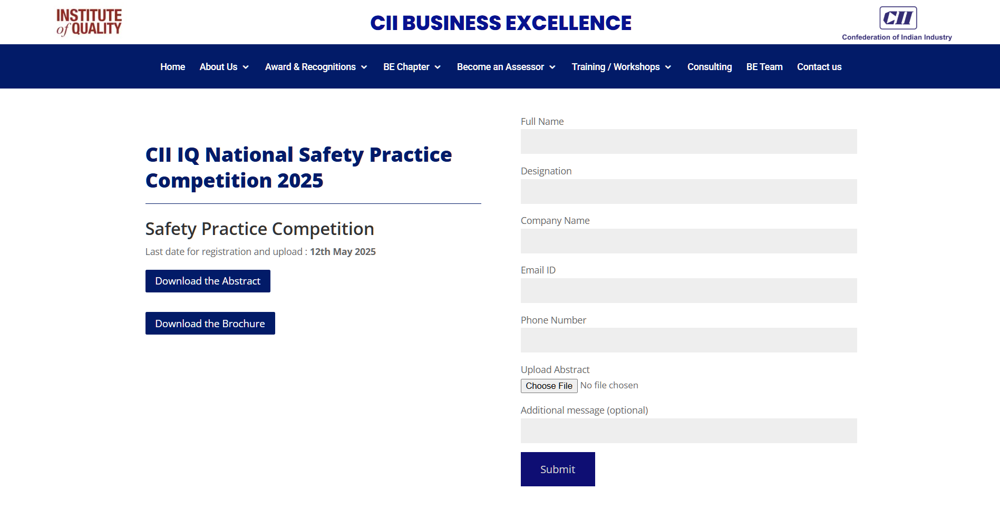 INSTITUTE
of QUALITY
CII BUSINESS EXCELLENCE
CII
Confederation of Indian Industry
Home About Us Award & Recognitions BE Chapter Become an Assessor Training / Workshops Consulting BE Team Contact us
CII IQ National Safety Practice
Competition 2025
Safety Practice Competition
Last date for registration and upload : 12th May 2025
Download the Abstract
Download the Brochure
Full Name
Designation
Company Name
Email ID
Phone Number
Upload Abstract
Choose File No file chosen
Additional message (optional)
Submit